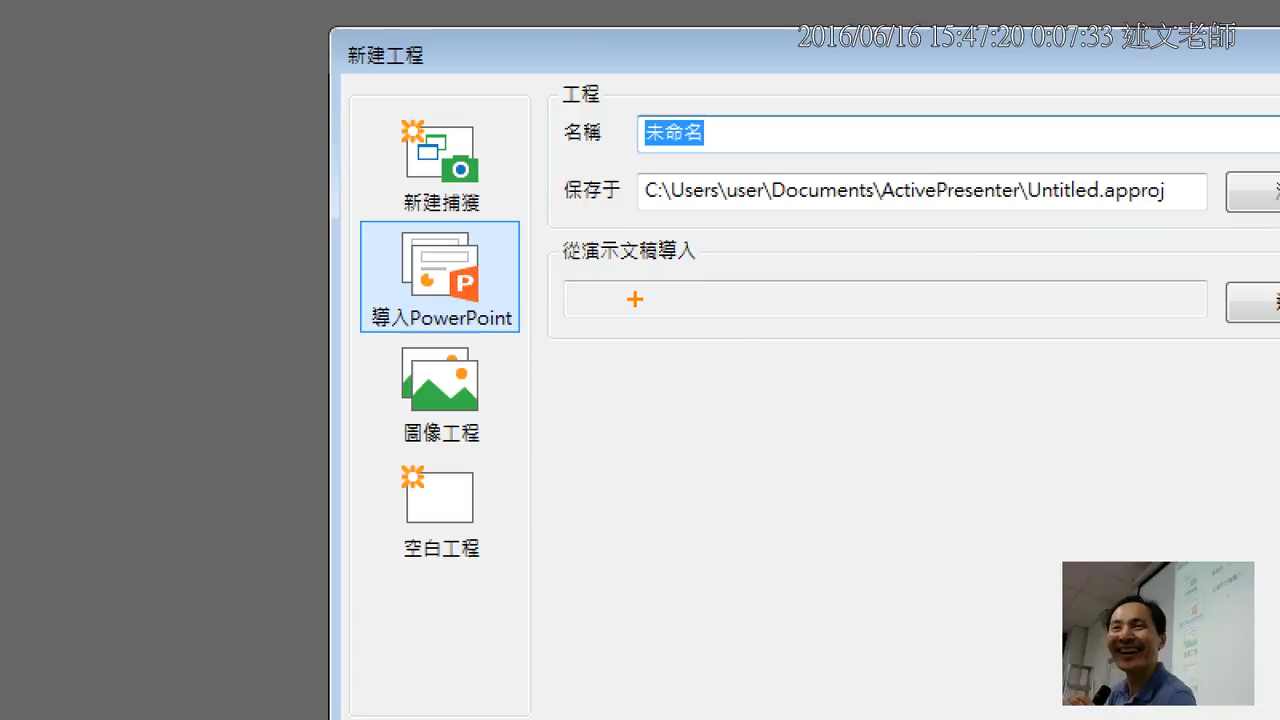 2016/06/16 15:47:20 0:07:33 述文老師
新建工程
工程
名稱
未命名
保存于
C:\Users\user\Documents\ActivePresenter\Untitled.approj
從演示文稿導入
新建捕獲
P
導入PowerPoint
圖像工程
空白工程